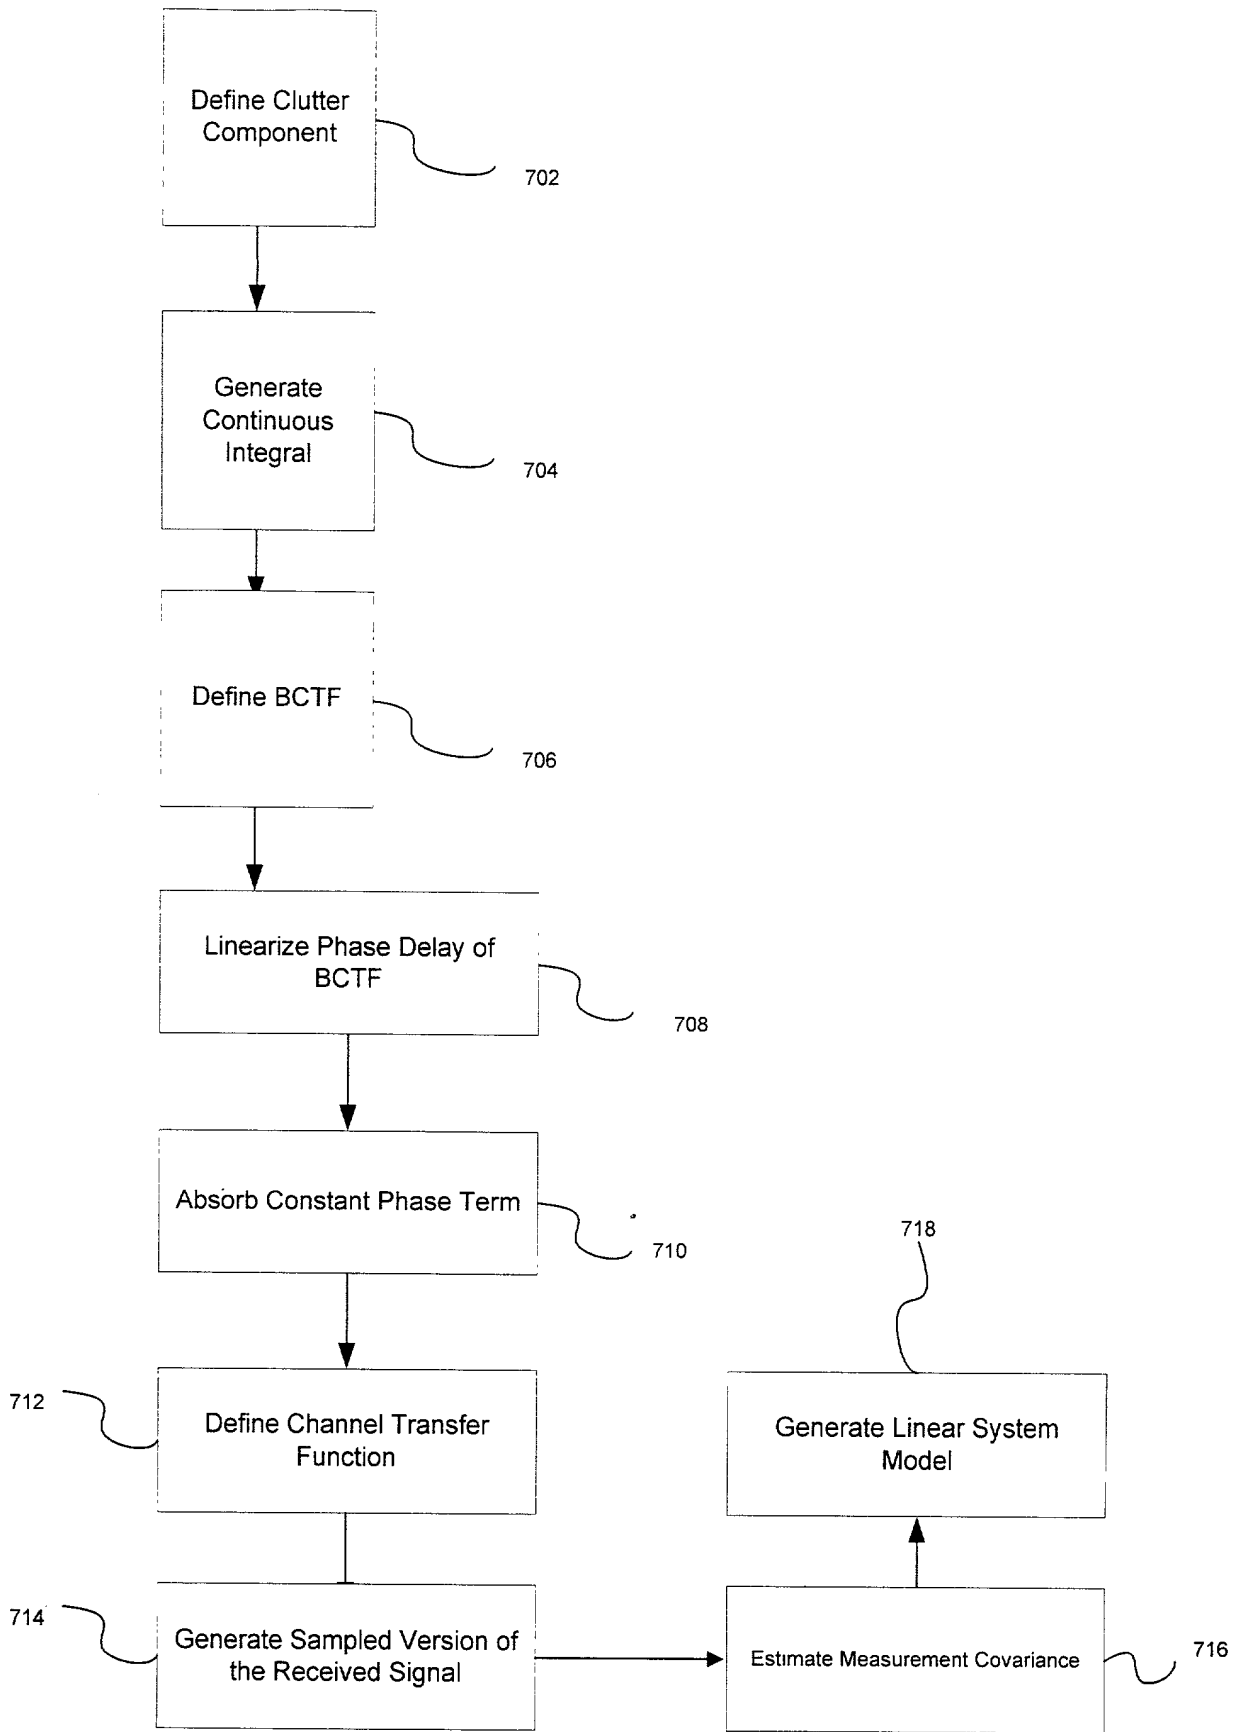 Define Clutter
Component
702
Generate
Continuous
Integral
704
Define BCTF
706
Linearize Phase Delay of
BCTF
708
Absorb Constant Phase Term
710
718
712
Define Channel Transfer
Function
Generate Linear System
Model
714
Generate Sampled Version of
the Received Signal
Estimate Measurement Covariance
716